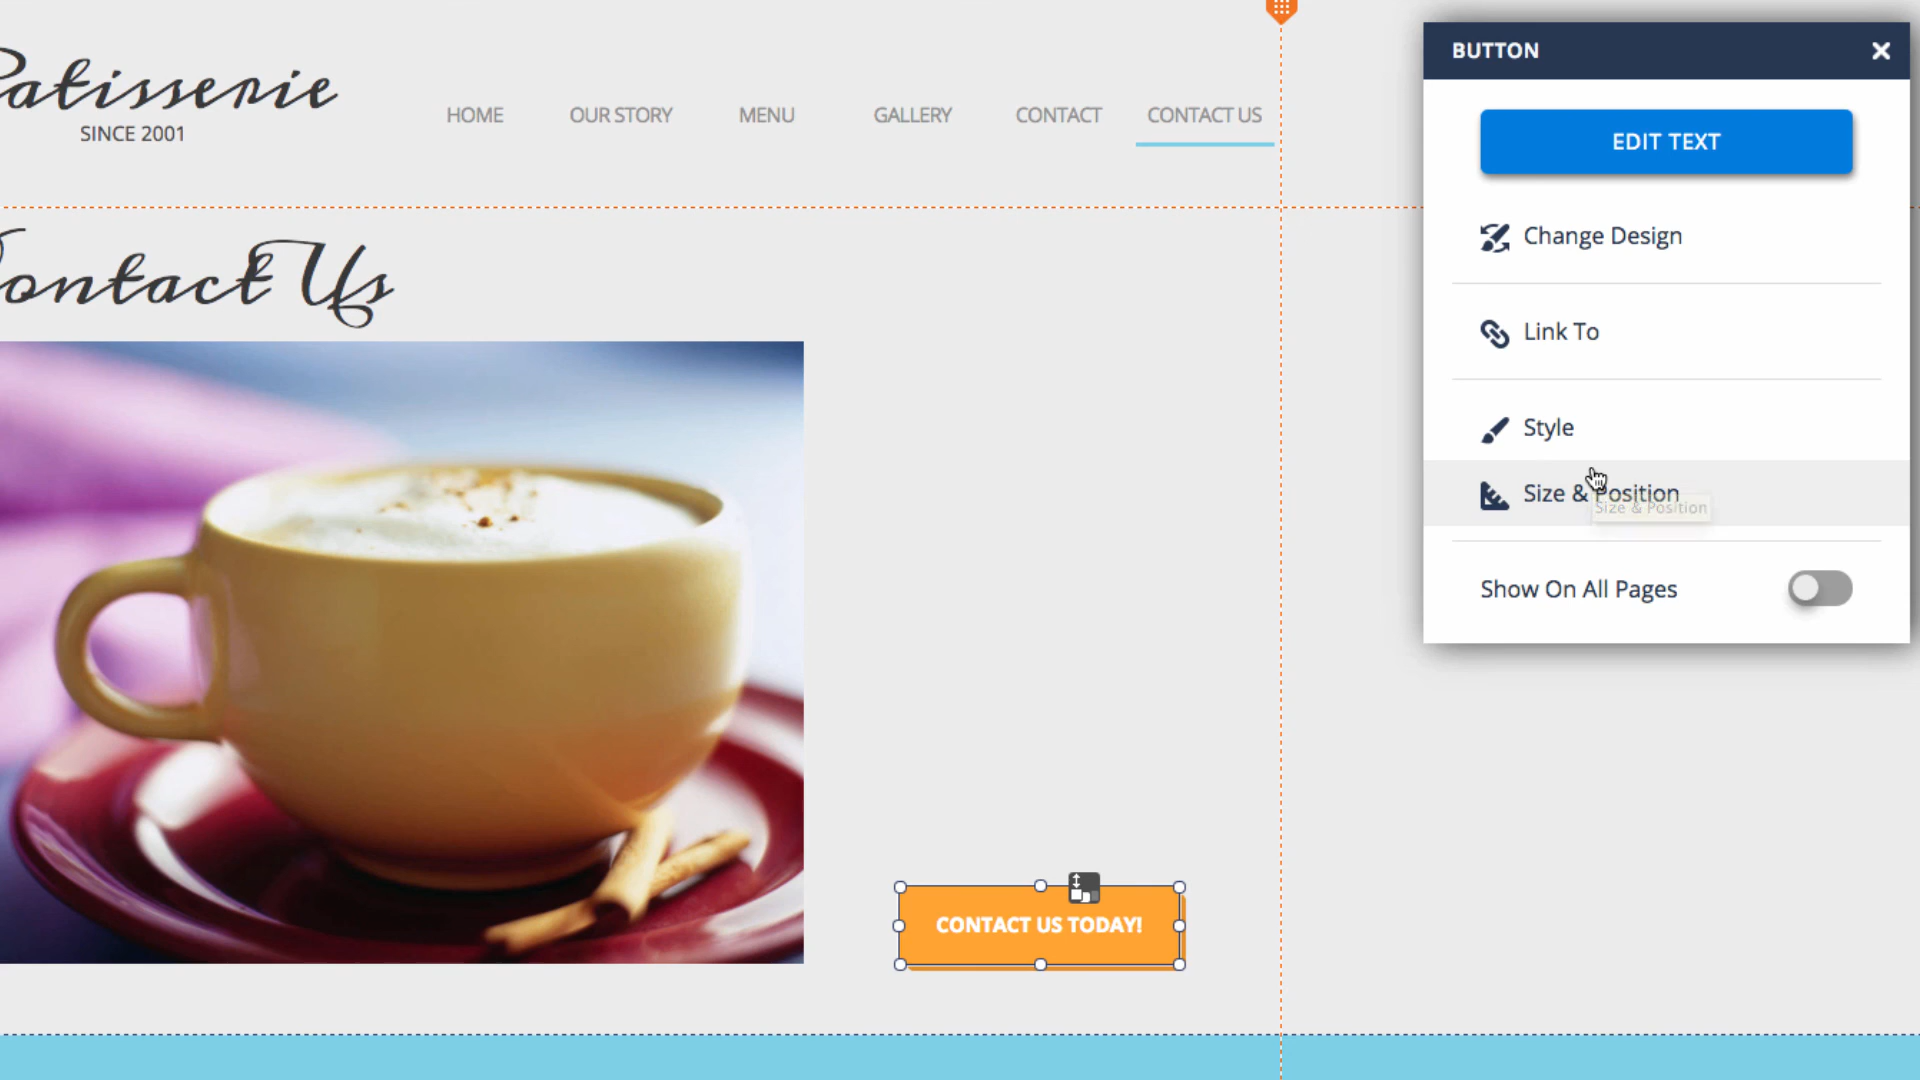 Patisserie
SINCE 2001
HOME
OUR STORY
MENU
GALLERY
CONTACT
CONTACT US
Contact Us
CONTACT US TODAY!
BUTTON
EDIT TEXT
Change Design
Link To
Style
Size & Position
Size & Position
Show On All Pages